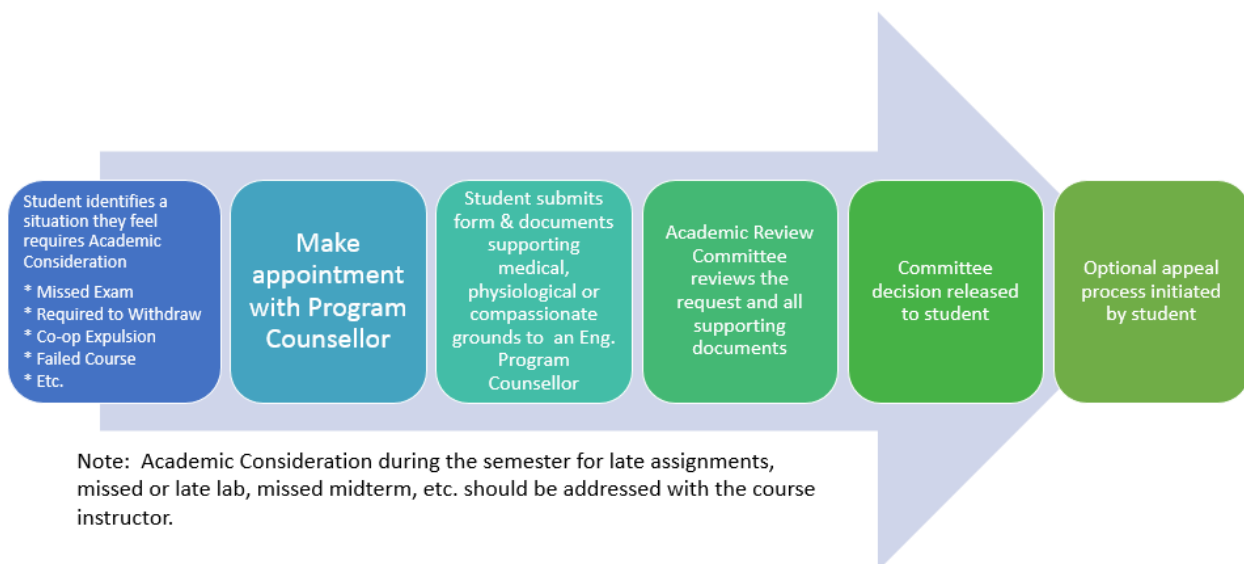 Student identifies a
situation they feel
requires Academic
Consideration
* Missed Exam
* Required to Withdraw
* Co-op Expulsion
* Failed Course
* Etc.
Make
appointment
with Program
Counsellor
Student submits
form & documents
supporting
medical,
physiological or
compassionate
grounds to an Eng.
Program
Counsellor
Academic Review
Committee
reviews the
request and all
supporting
documents
Committee
decision released
to student
Optional appeal
process initiated
by student
Note: Academic Consideration during the semester for late assignments,
missed or late lab, missed midterm, etc. should be addressed with the course
instructor.